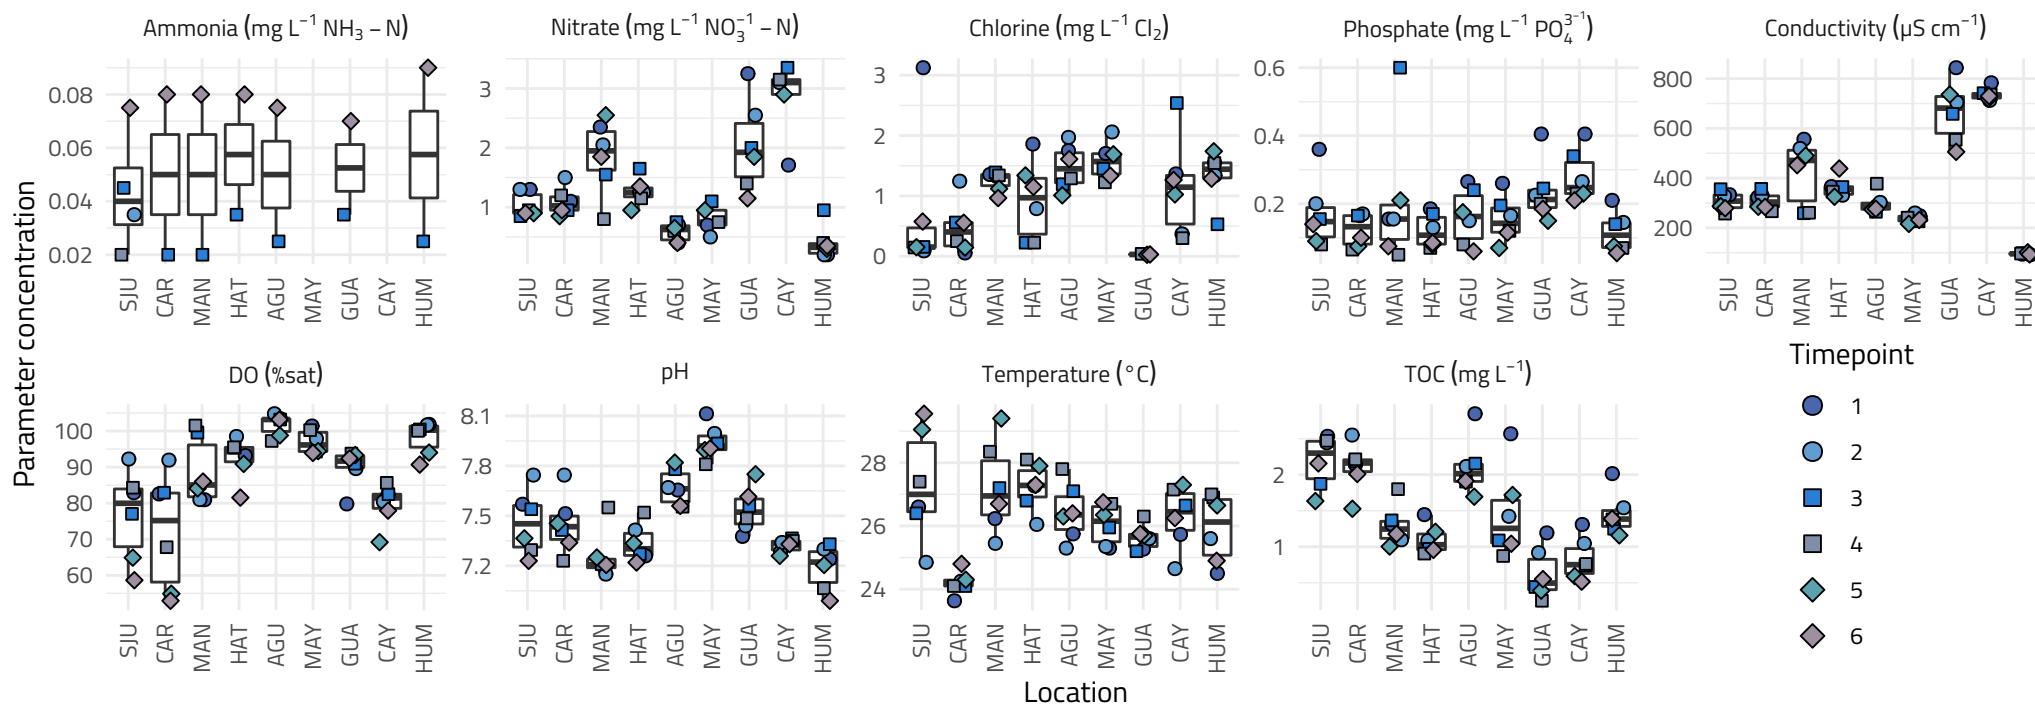 Ammonia (mg L⁻¹ NH₃ – N)
Nitrate (mg L⁻¹ NO₃⁻¹ – N)
Chlorine (mg L⁻¹ Cl₂)
Phosphate (mg L⁻¹ PO₄³⁻¹)
Conductivity (µS cm⁻¹)
0.08
0.06
0.04
0.02
3
2
1
3
2
1
0
0.6
0.4
0.2
800
600
400
200
SJU CAR MAN HAT AGU MAY GUA CAY HUM
SJU CAR MAN HAT AGU MAY GUA CAY HUM
SJU CAR MAN HAT AGU MAY GUA CAY HUM
SJU CAR MAN HAT AGU MAY GUA CAY HUM
SJU CAR MAN HAT AGU MAY GUA CAY HUM
Parameter concentration
DO (%sat)
pH
Temperature (°C)
TOC (mg L⁻¹)
100
90
80
70
60
8.1
7.8
7.5
7.2
28
26
24
2
1
SJU CAR MAN HAT AGU MAY GUA CAY HUM
SJU CAR MAN HAT AGU MAY GUA CAY HUM
SJU CAR MAN HAT AGU MAY GUA CAY HUM
SJU CAR MAN HAT AGU MAY GUA CAY HUM
Location
Timepoint
1
2
3
4
5
6